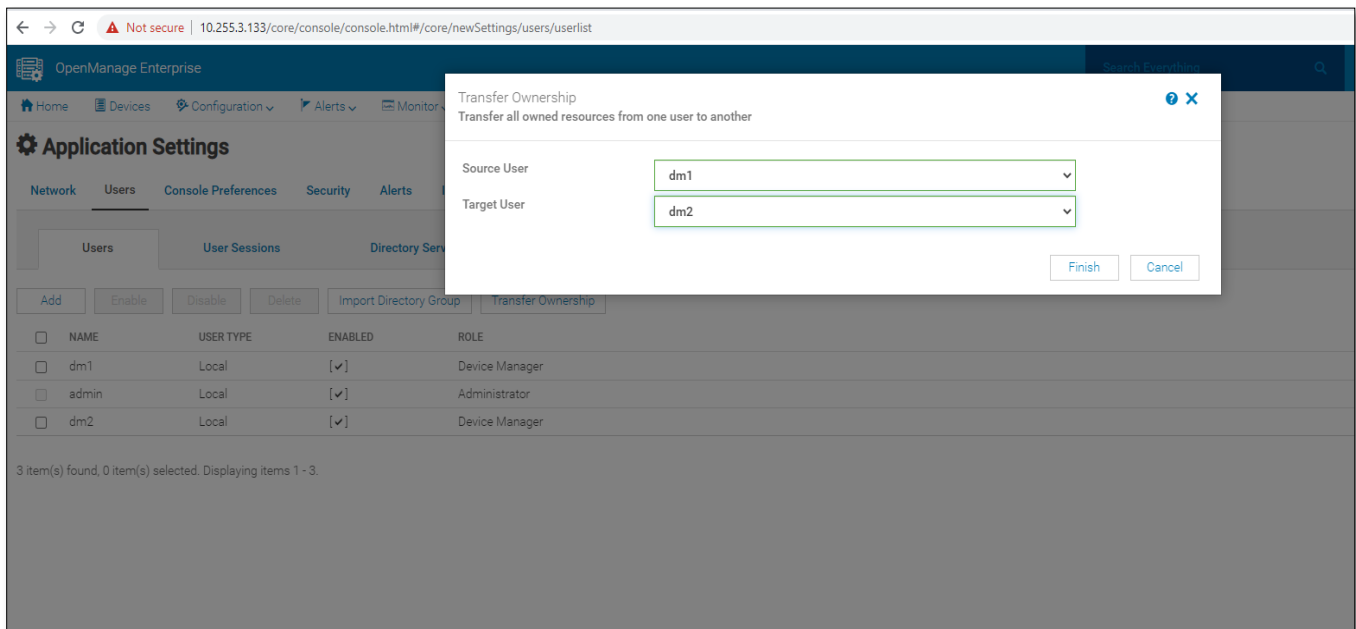 Not secure | 10.255.3.133/core/console/console.html#/core/newSettings/users/userlist
OpenManage Enterprise
Search Everything
Home Devices Configuration Alerts Monitor
Transfer Ownership
Transfer all owned resources from one user to another
Application Settings
Source User dm1
Target User dm2
Network Users Console Preferences Security Alerts
Users User Sessions Directory Serv
Finish Cancel
Add Enable Disable Delete Import Directory Group Transfer Ownership
NAME USER TYPE ENABLED ROLE
dm1 Local [✔] Device Manager
admin Local [✔] Administrator
dm2 Local [✔] Device Manager
3 item(s) found, 0 item(s) selected. Displaying items 1 - 3.